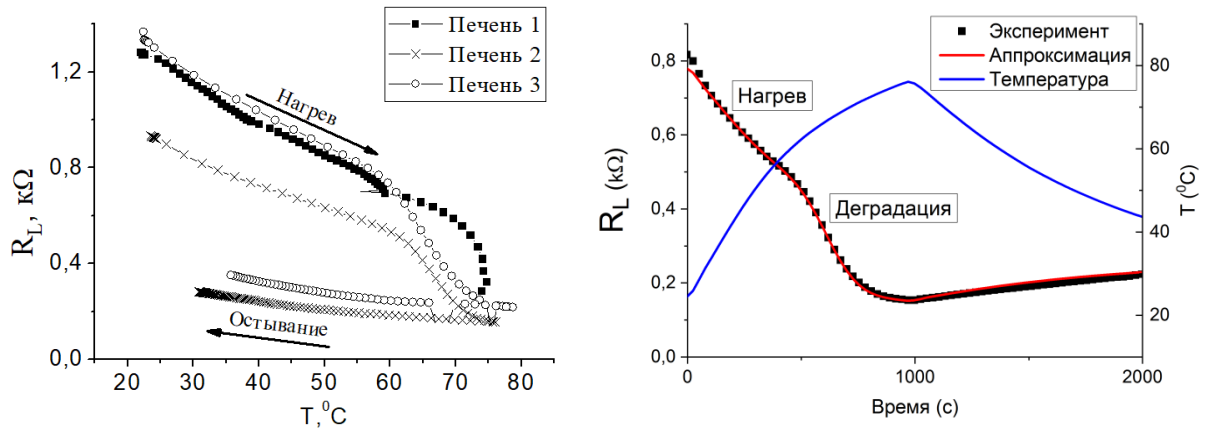 Печень 1
Печень 2
Печень 3
Нагрев
Остывание
R_L, кΩ
1,2
0,8
0,4
0,0
20 30 40 50 60 70 80
T,⁰C
Эксперимент
Аппроксимация
Температура
Нагрев
Деградация
R_L (кΩ)
0,8
0,6
0,4
0,2
0,0
80
60
40
20
T (⁰C)
0 1000 2000
Время (с)